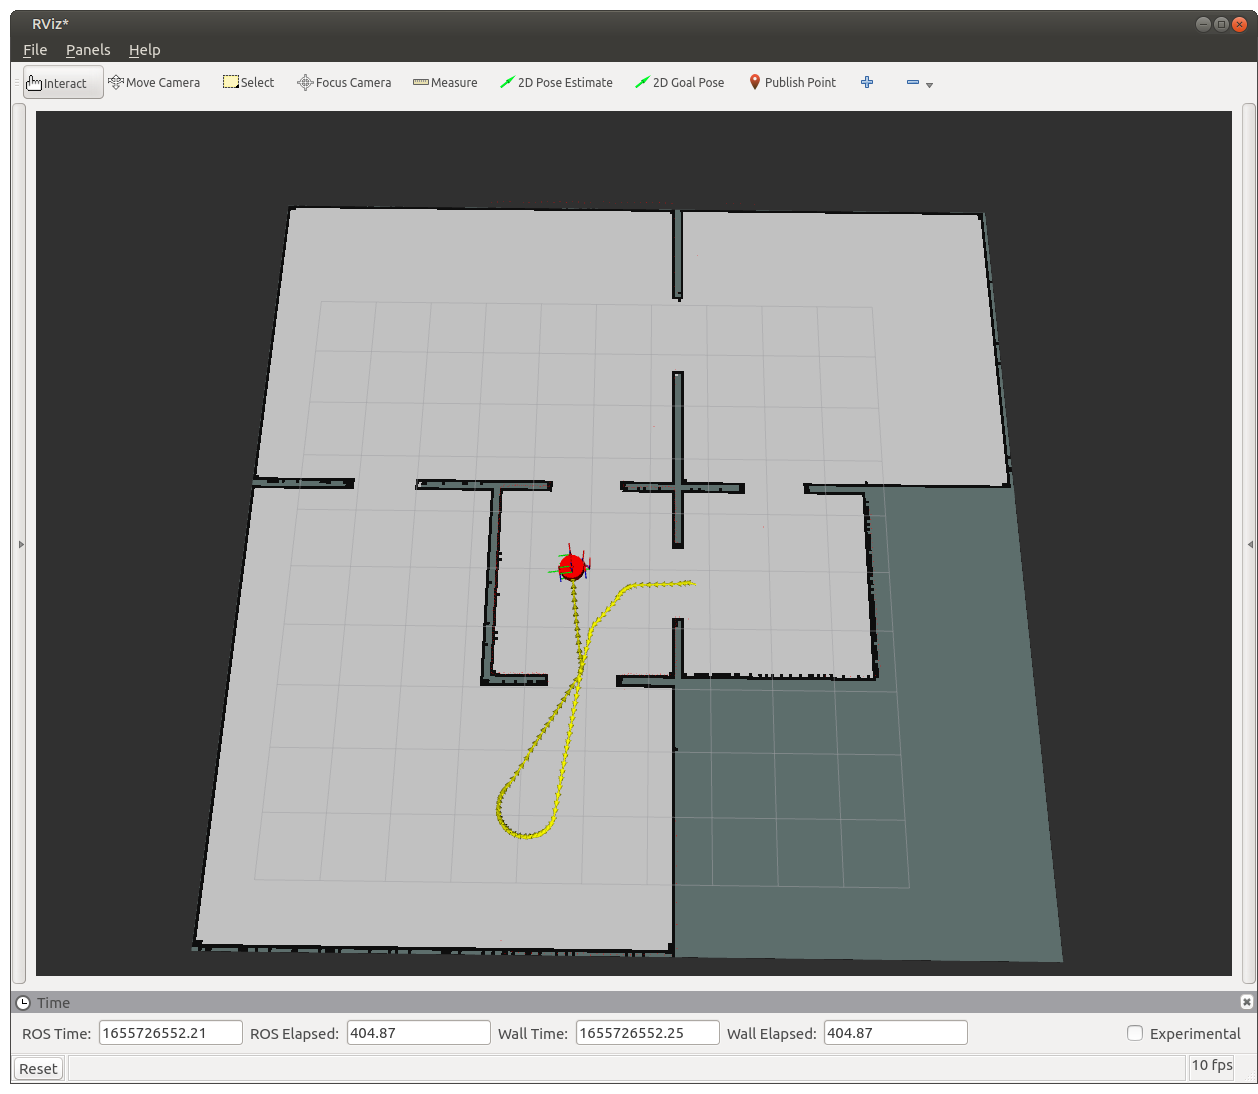 RViz*
File Panels Help
Interact Move Camera Select Focus Camera Measure 2D Pose Estimate 2D Goal Pose Publish Point
Time
ROS Time: 1655726552.21 ROS Elapsed: 404.87 Wall Time: 1655726552.25 Wall Elapsed: 404.87 Experimental
Reset 10 fps